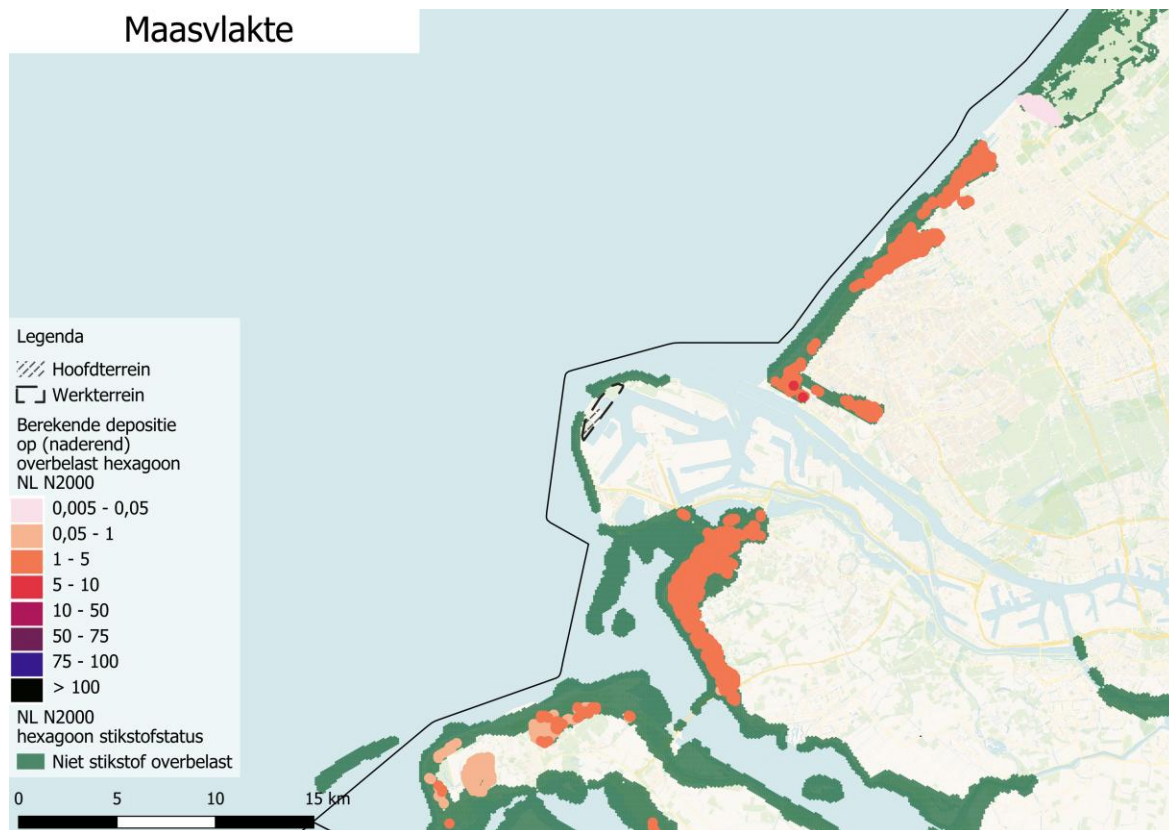 Maasvlakte
Legenda
Hoofdterrein
Werkterrein
Berekende depositie
op (naderend)
overbelast hexagoon
NL N2000
0,005 - 0,05
0,05 - 1
1 - 5
5 - 10
10 - 50
50 - 75
75 - 100
> 100
NL N2000
hexagoon stikstofstatus
Niet stikstof overbelast
0 5 10 15 km